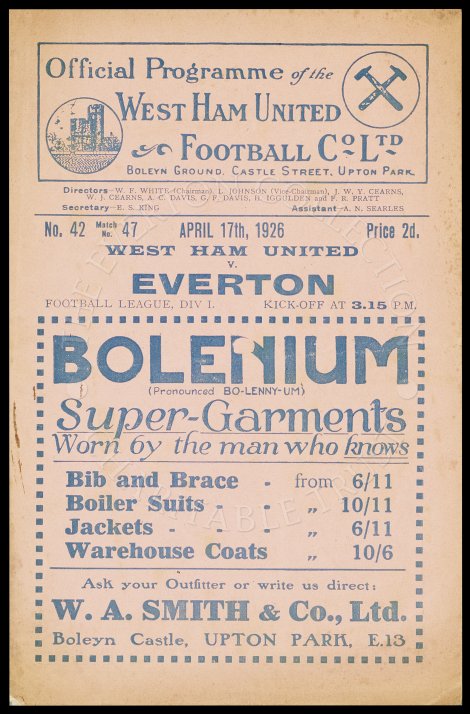 Official Programme of the
WEST HAM UNITED
FOOTBALL CO. LTD
BOLEYN GROUND, CASTLE STREET, UPTON PARK.
Directors—W. F. WHITE, (Chairman), L. JOHNSON (Vice-Chairman), J. W. Y. CEARNS,
W. J. CEARNS, A. C. DAVIS, G. F. DAVIS, B. IGGULDEN and F. R. PRATT
Secretary—E. S. KING Assistant—A. N. SEARLES
No. 42 Match No. 47 APRIL 17th, 1926 Price 2d.
WEST HAM UNITED
v.
EVERTON
FOOTBALL LEAGUE, DIV I. KICK-OFF AT 3.15 P.M.
BOLENIUM
(Pronounced BO-LENNY-UM)
Super-Garments
Worn by the man who knows
Bib and Brace - from 6/11
Boiler Suits - „ 10/11
Jackets - - - „ 6/11
Warehouse Coats „ 10/6
Ask your Outfitter or write us direct:
W. A. SMITH & Co., Ltd.
Boleyn Castle, UPTON PARK, E.13